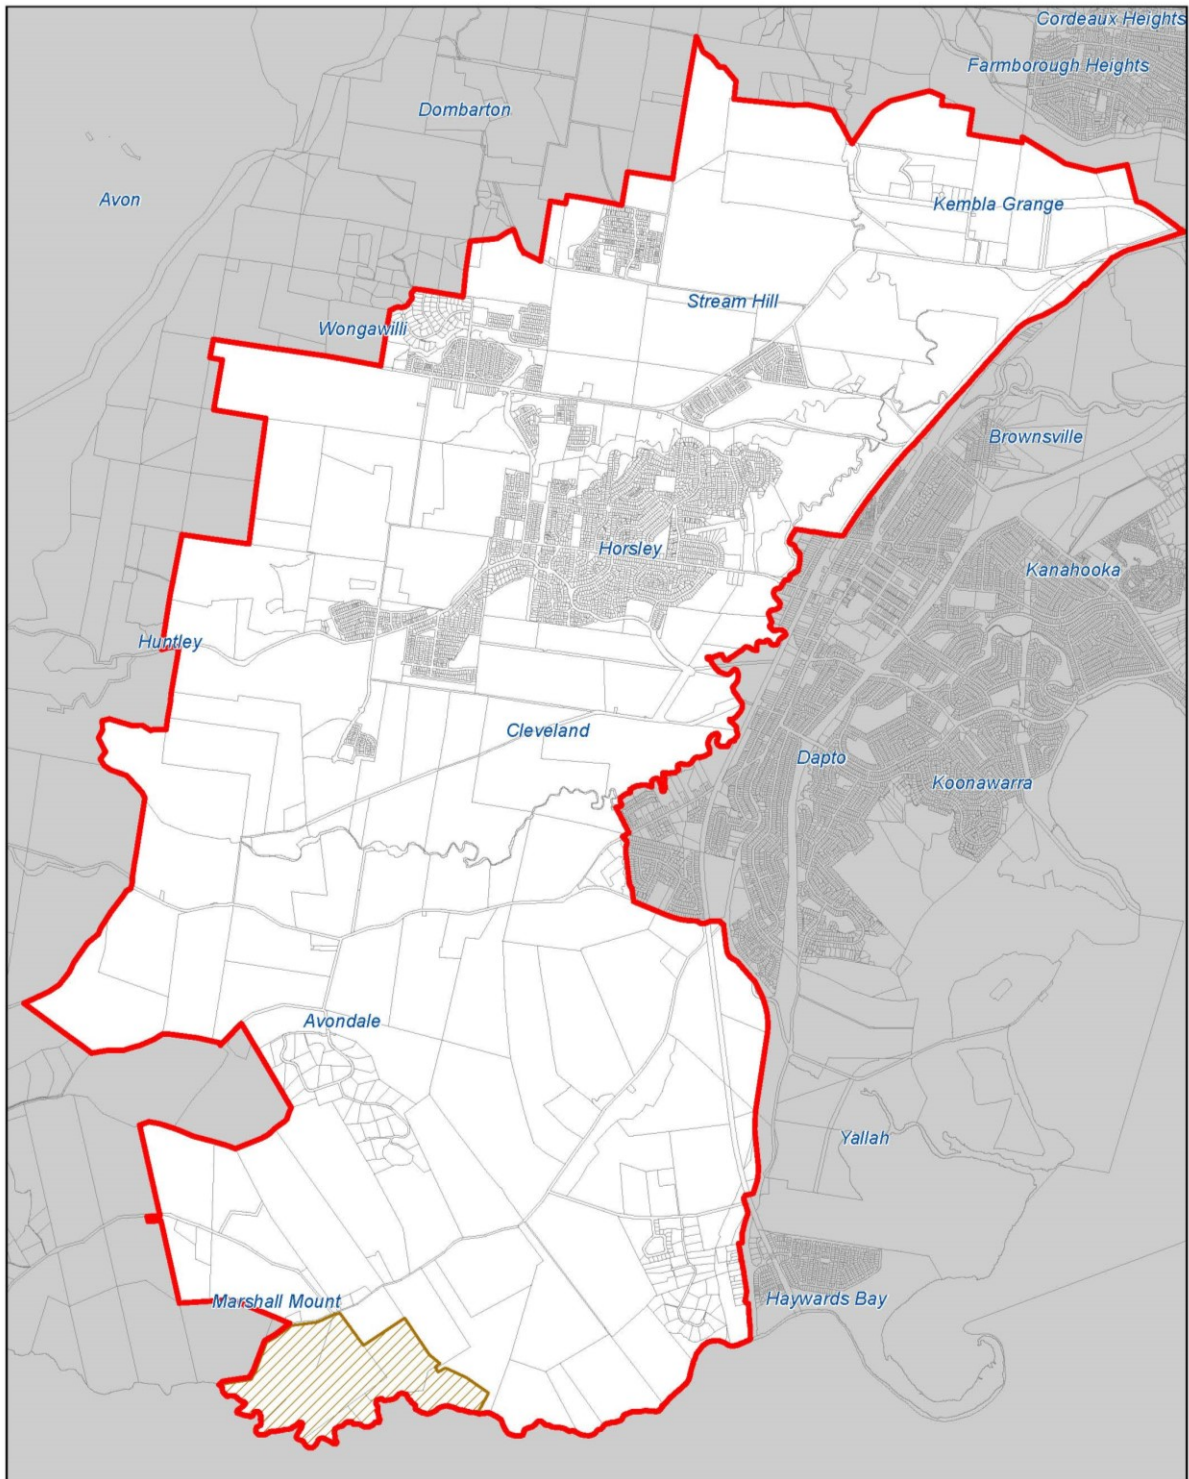 Cordeaux Heights
Farmborough Heights
Dombarton
Avon
Kembla Grange
Stream Hill
Wongawilli
Brownsville
Horsley
Kanahooka
Huntley
Cleveland
Dapto
Koonawarra
Avondale
Yallah
Marshall Mount
Haywards Bay